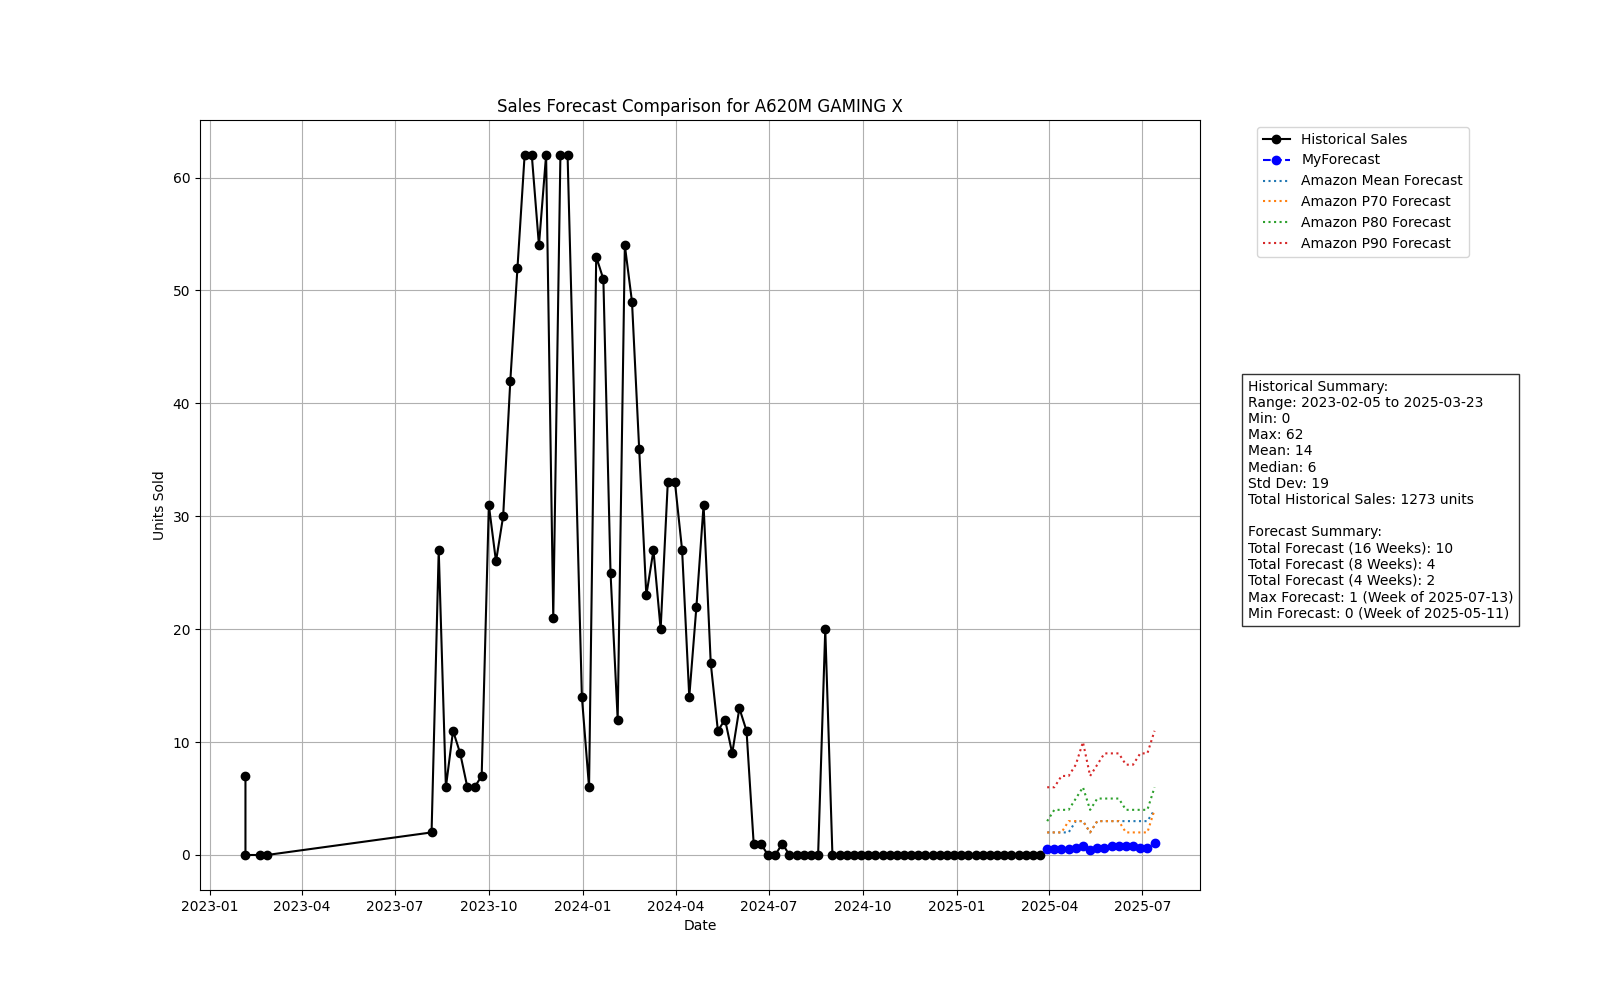 Sales Forecast Comparison for A620M GAMING X
Units Sold
60
50
40
30
20
10
0
2023-01 2023-04 2023-07 2023-10 2024-01 2024-04 2024-07 2024-10 2025-01 2025-04 2025-07
Date
Historical Sales
MyForecast
Amazon Mean Forecast
Amazon P70 Forecast
Amazon P80 Forecast
Amazon P90 Forecast
Historical Summary:
Range: 2023-02-05 to 2025-03-23
Min: 0
Max: 62
Mean: 14
Median: 6
Std Dev: 19
Total Historical Sales: 1273 units
Forecast Summary:
Total Forecast (16 Weeks): 10
Total Forecast (8 Weeks): 4
Total Forecast (4 Weeks): 2
Max Forecast: 1 (Week of 2025-07-13)
Min Forecast: 0 (Week of 2025-05-11)